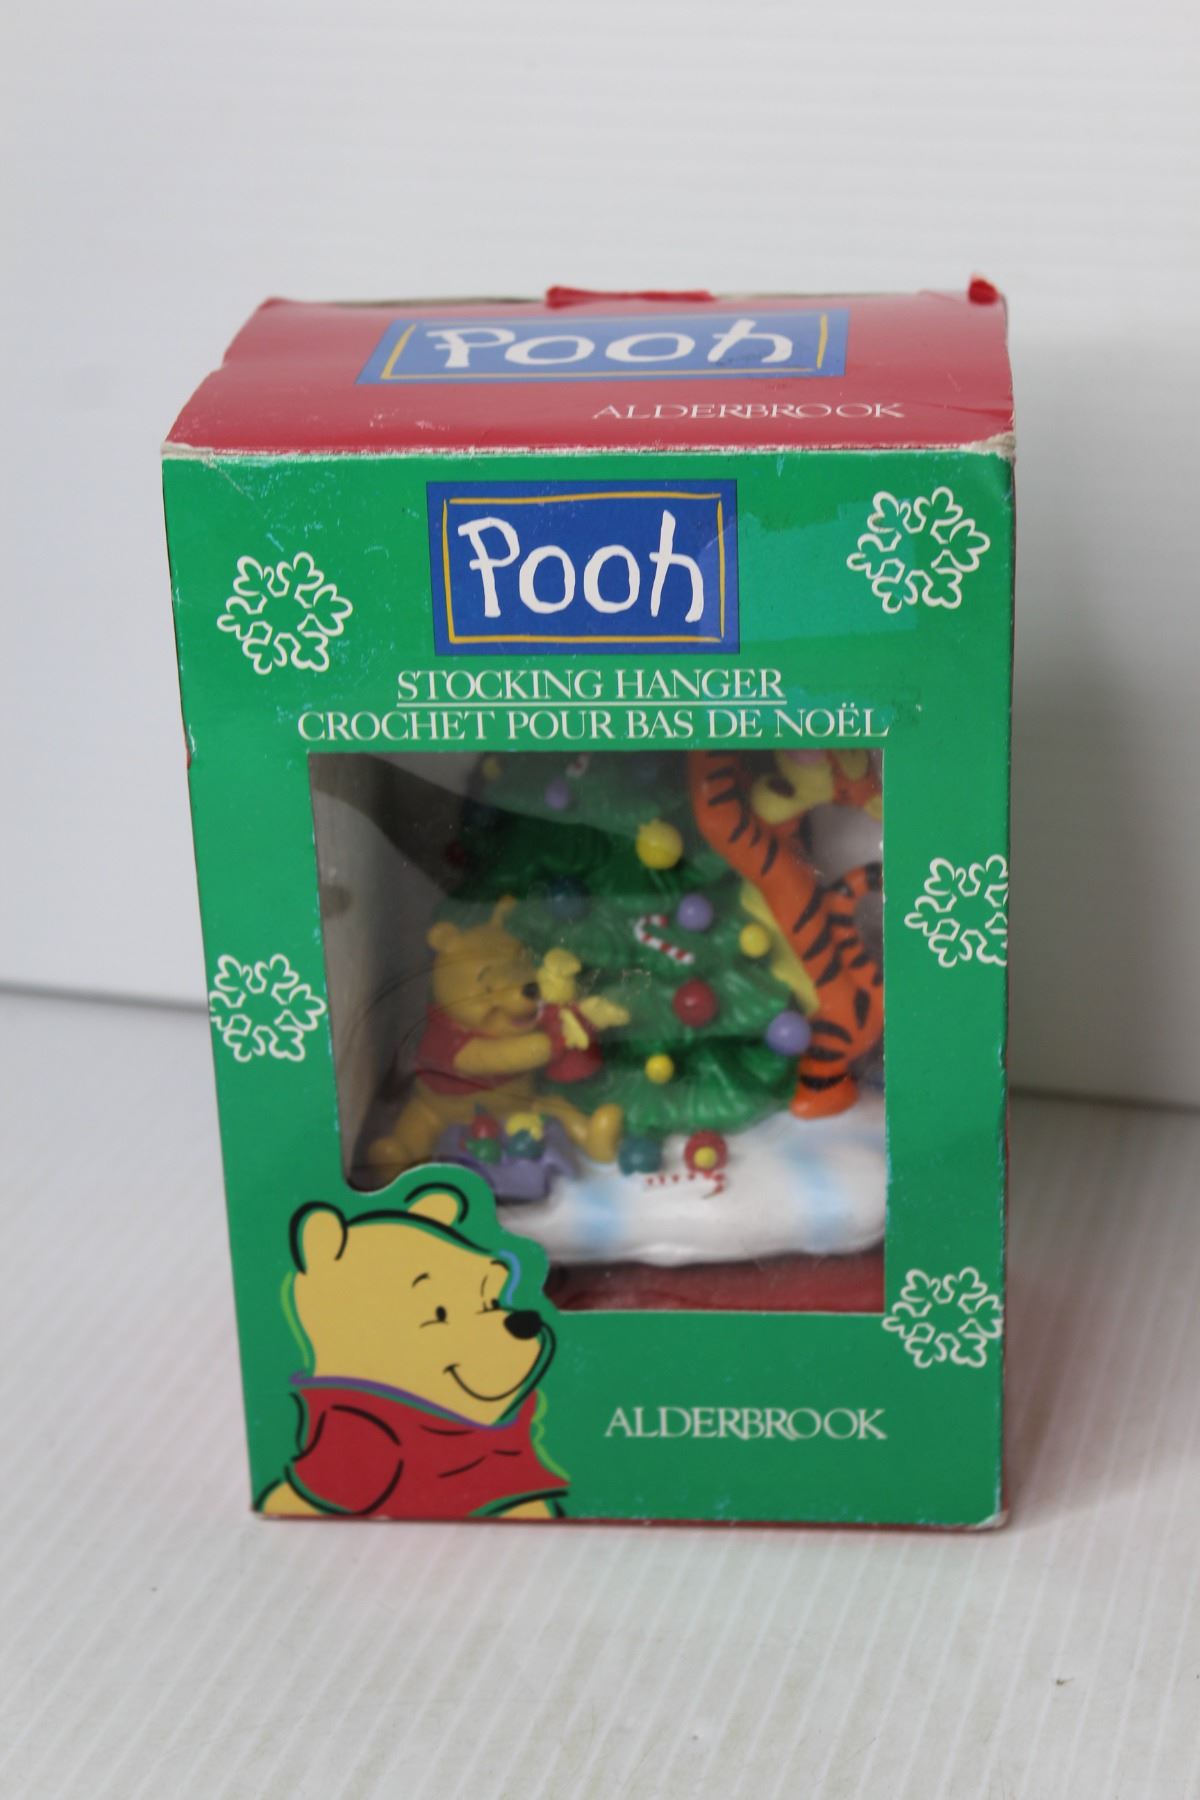 Pooh
ALDERBROOK
Pooh
STOCKING HANGER
CROCHET POUR BAS DE NOËL
ALDERBROOK